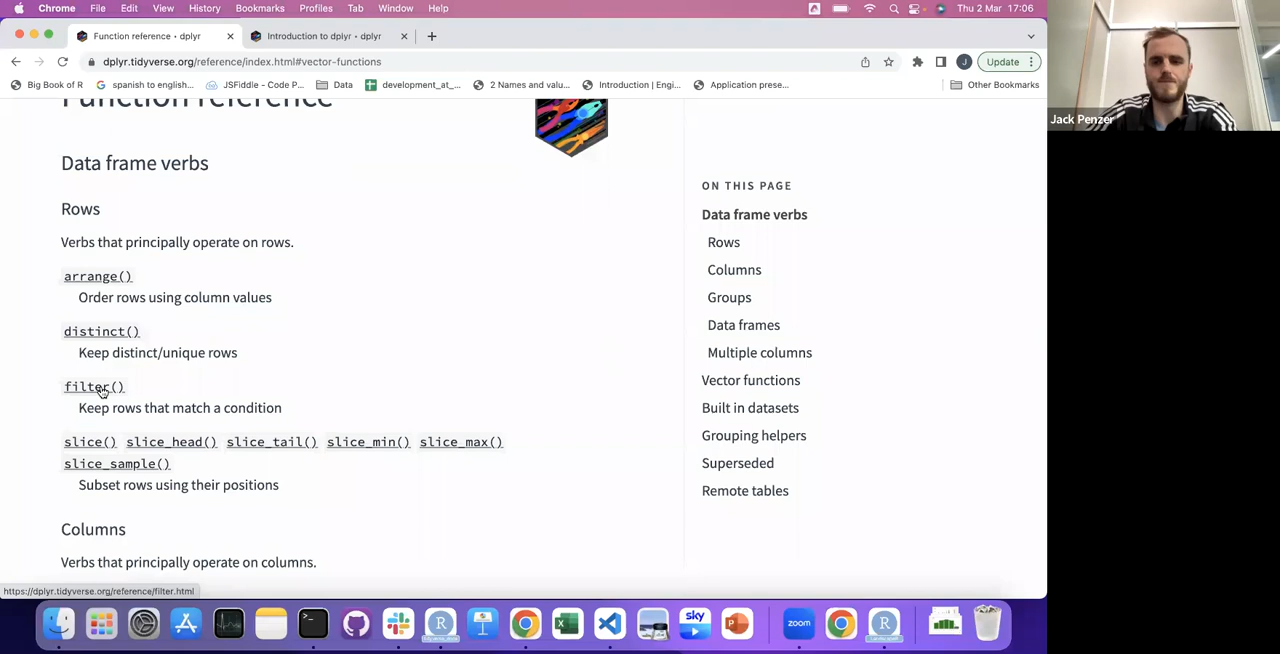 Chrome File Edit View History Bookmarks Profiles Tab Window Help Thu 2 Mar 17:06
Function reference • dplyr Introduction to dplyr • dplyr
dplyr.tidyverse.org/reference/index.html#vector-functions J Update
Big Book of R spanish to english... JSFiddle - Code P... Data development_at_... 2 Names and valu... Introduction | Engi... Application prese... Other Bookmarks
Jack Penzer
Function reference
Data frame verbs
Rows
Verbs that principally operate on rows.
arrange()
Order rows using column values
distinct()
Keep distinct/unique rows
filter()
Keep rows that match a condition
slice() slice_head() slice_tail() slice_min() slice_max()
slice_sample()
Subset rows using their positions
Columns
Verbs that principally operate on columns.
ON THIS PAGE
Data frame verbs
Rows
Columns
Groups
Data frames
Multiple columns
Vector functions
Built in datasets
Grouping helpers
Superseded
Remote tables
https://dplyr.tidyverse.org/reference/filter.html
sky
zoom